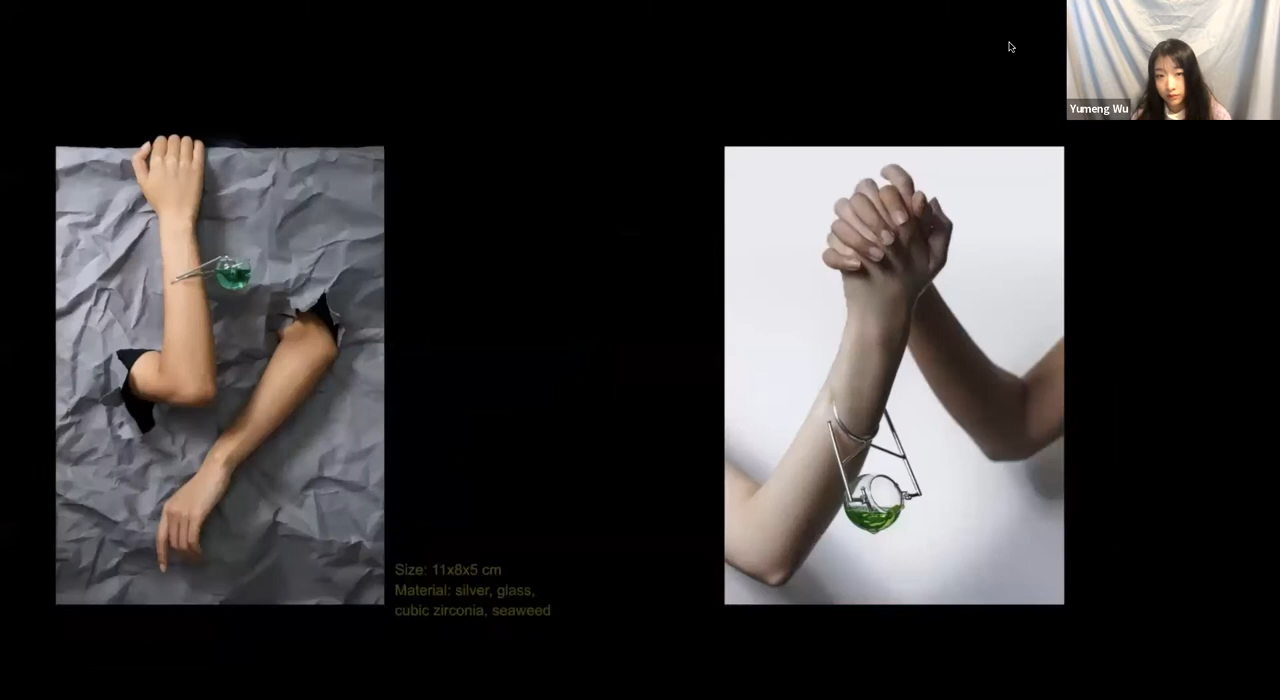 Yumeng Wu
Size: 11x8x5 cm
Material: silver, glass,
cubic zirconia, seaweed